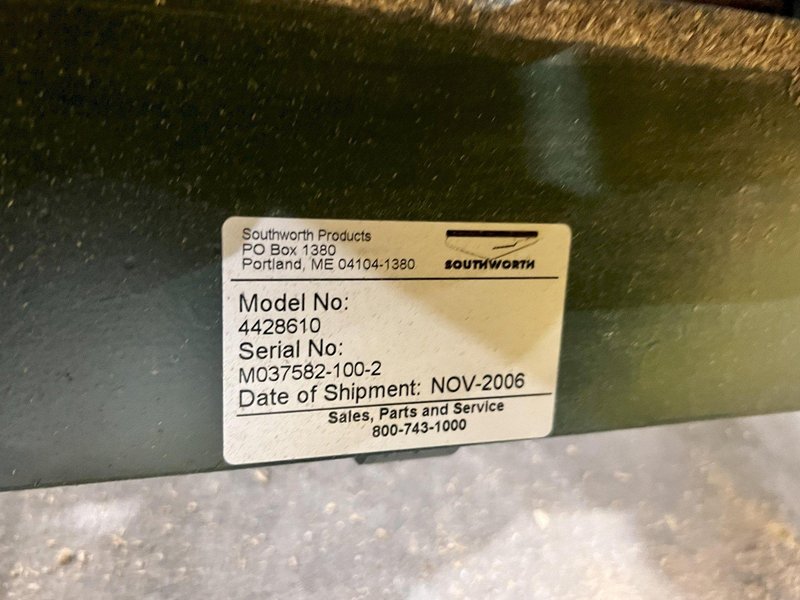 Southworth Products
PO Box 1380
Portland, ME 04104-1380
SOUTHWORTH
Model No:
4428610
Serial No:
M037582-100-2
Date of Shipment: NOV-2006
Sales, Parts and Service
800-743-1000